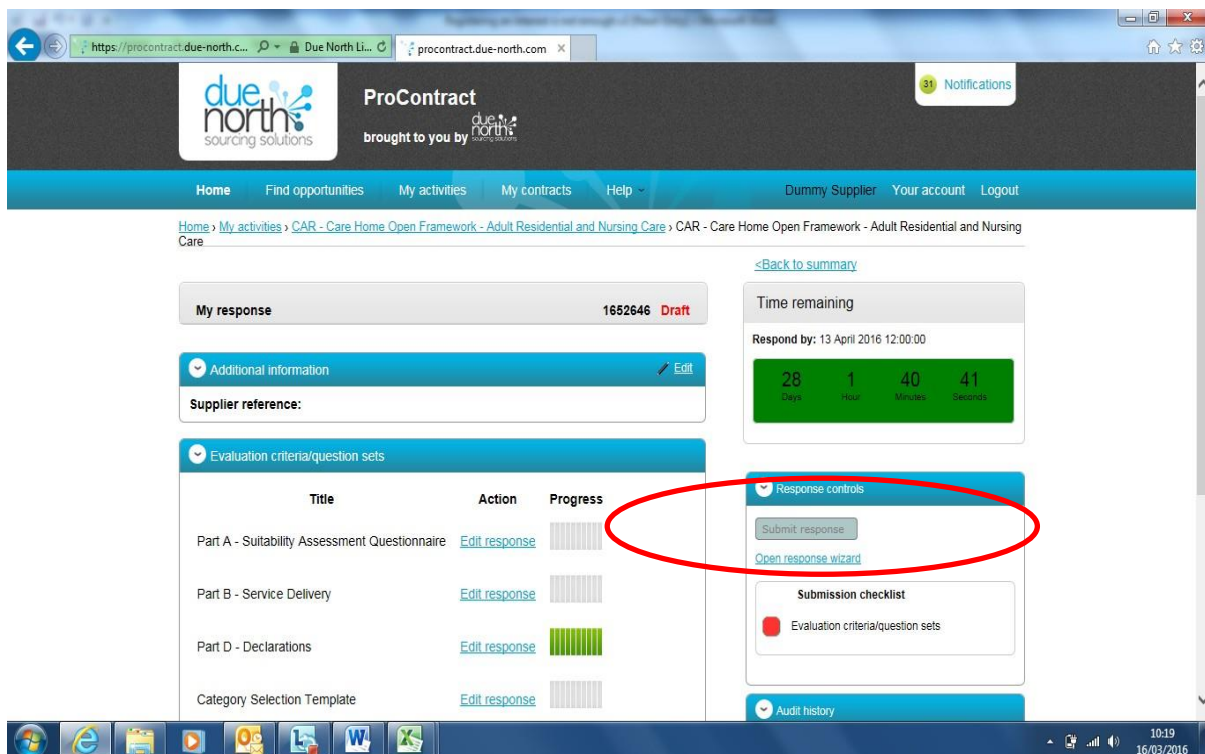 https://procontract.due-north.c...
Due North Li...
procontract.due-north.com
due
north
sourcing solutions
ProContract
brought to you by due north
31 Notifications
Home Find opportunities My activities My contracts Help
Dummy Supplier Your account Logout
Home › My activities › CAR - Care Home Open Framework - Adult Residential and Nursing Care › CAR - Care Home Open Framework - Adult Residential and Nursing
Care
<Back to summary
My response 1652646 Draft
Additional information Edit
Supplier reference:
Evaluation criteria/question sets
Title Action Progress
Part A - Suitability Assessment Questionnaire Edit response
Part B - Service Delivery Edit response
Part D - Declarations Edit response
Category Selection Template Edit response
Time remaining
Respond by: 13 April 2016 12:00:00
28 1 40 41
Days Hour Minutes Seconds
Response controls
Submit response
Open response wizard
Submission checklist
Evaluation criteria/question sets
Audit history
10:19
16/03/2016